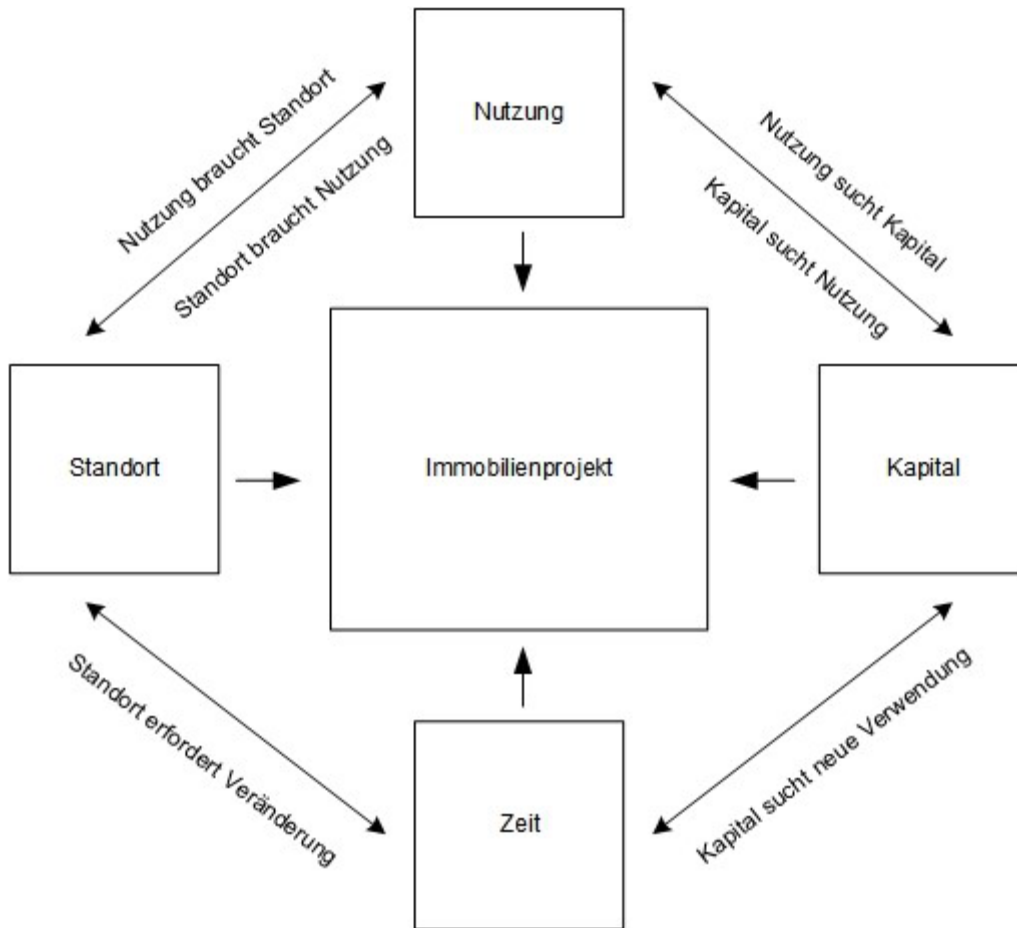 Nutzung
Nutzung braucht Standort
Standort braucht Nutzung
Nutzung sucht Kapital
Kapital sucht Nutzung
Standort
Immobilienprojekt
Kapital
Standort erfordert Veränderung
Kapital sucht neue Verwendung
Zeit